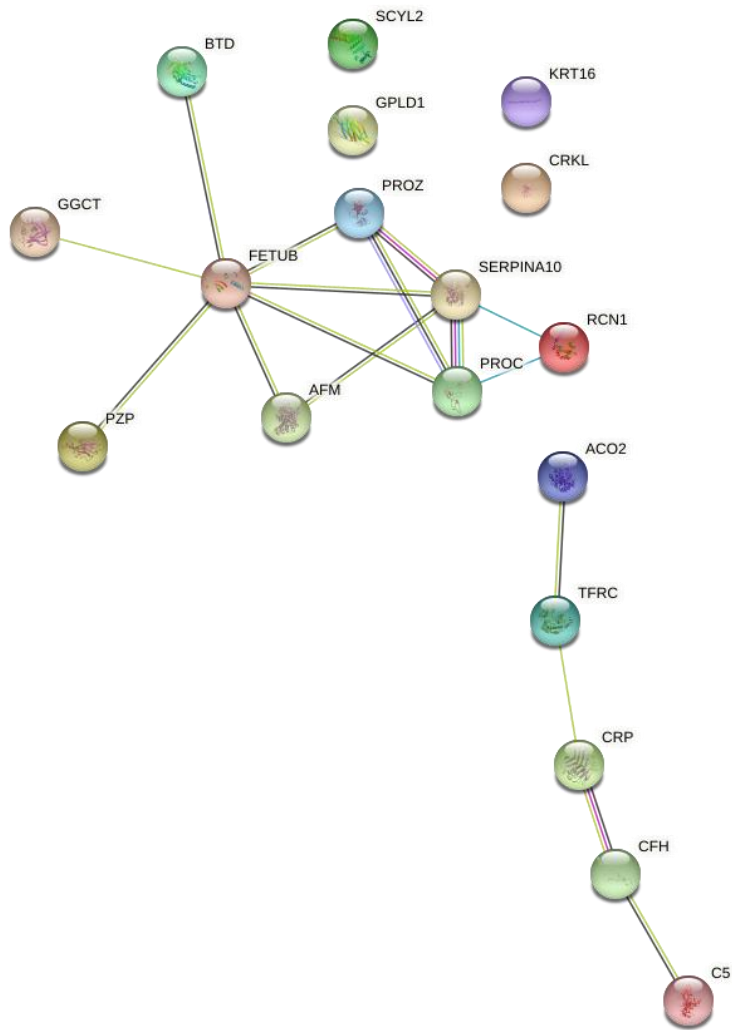 SCYL2
BTD
KRT16
GPLD1
CRKL
PROZ
GGCT
FETUB
SERPINA10
RCN1
PROC
AFM
PZP
ACO2
TFRC
CRP
CFH
C5